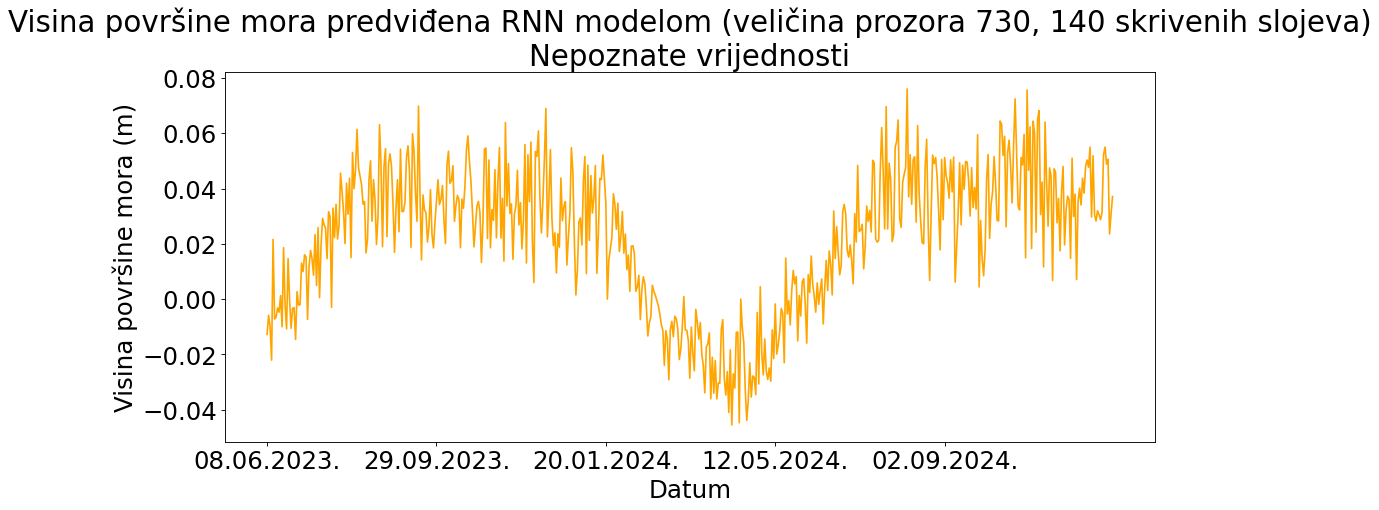 Visina površine mora predviđena RNN modelom (veličina prozora 730, 140 skrivenih slojeva)
Nepoznate vrijednosti
Visina površine mora (m)
0.08
0.06
0.04
0.02
0.00
−0.02
−0.04
08.06.2023. 29.09.2023. 20.01.2024. 12.05.2024. 02.09.2024.
Datum